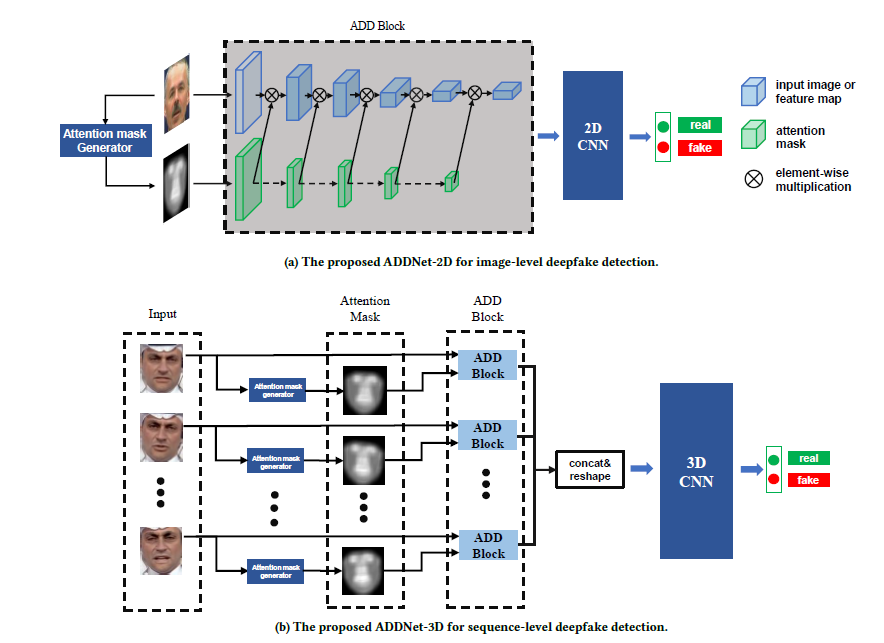 ADD Block
Attention mask
Generator
2D
CNN
real
fake
input image or
feature map
attention
mask
element-wise
multiplication
(a) The proposed ADDNet-2D for image-level deepfake detection.
Input
Attention
Mask
ADD
Block
Attention mask
generator
ADD
Block
Attention mask
generator
ADD
Block
concat&
reshape
3D
CNN
real
fake
Attention mask
generator
ADD
Block
(b) The proposed ADDNet-3D for sequence-level deepfake detection.